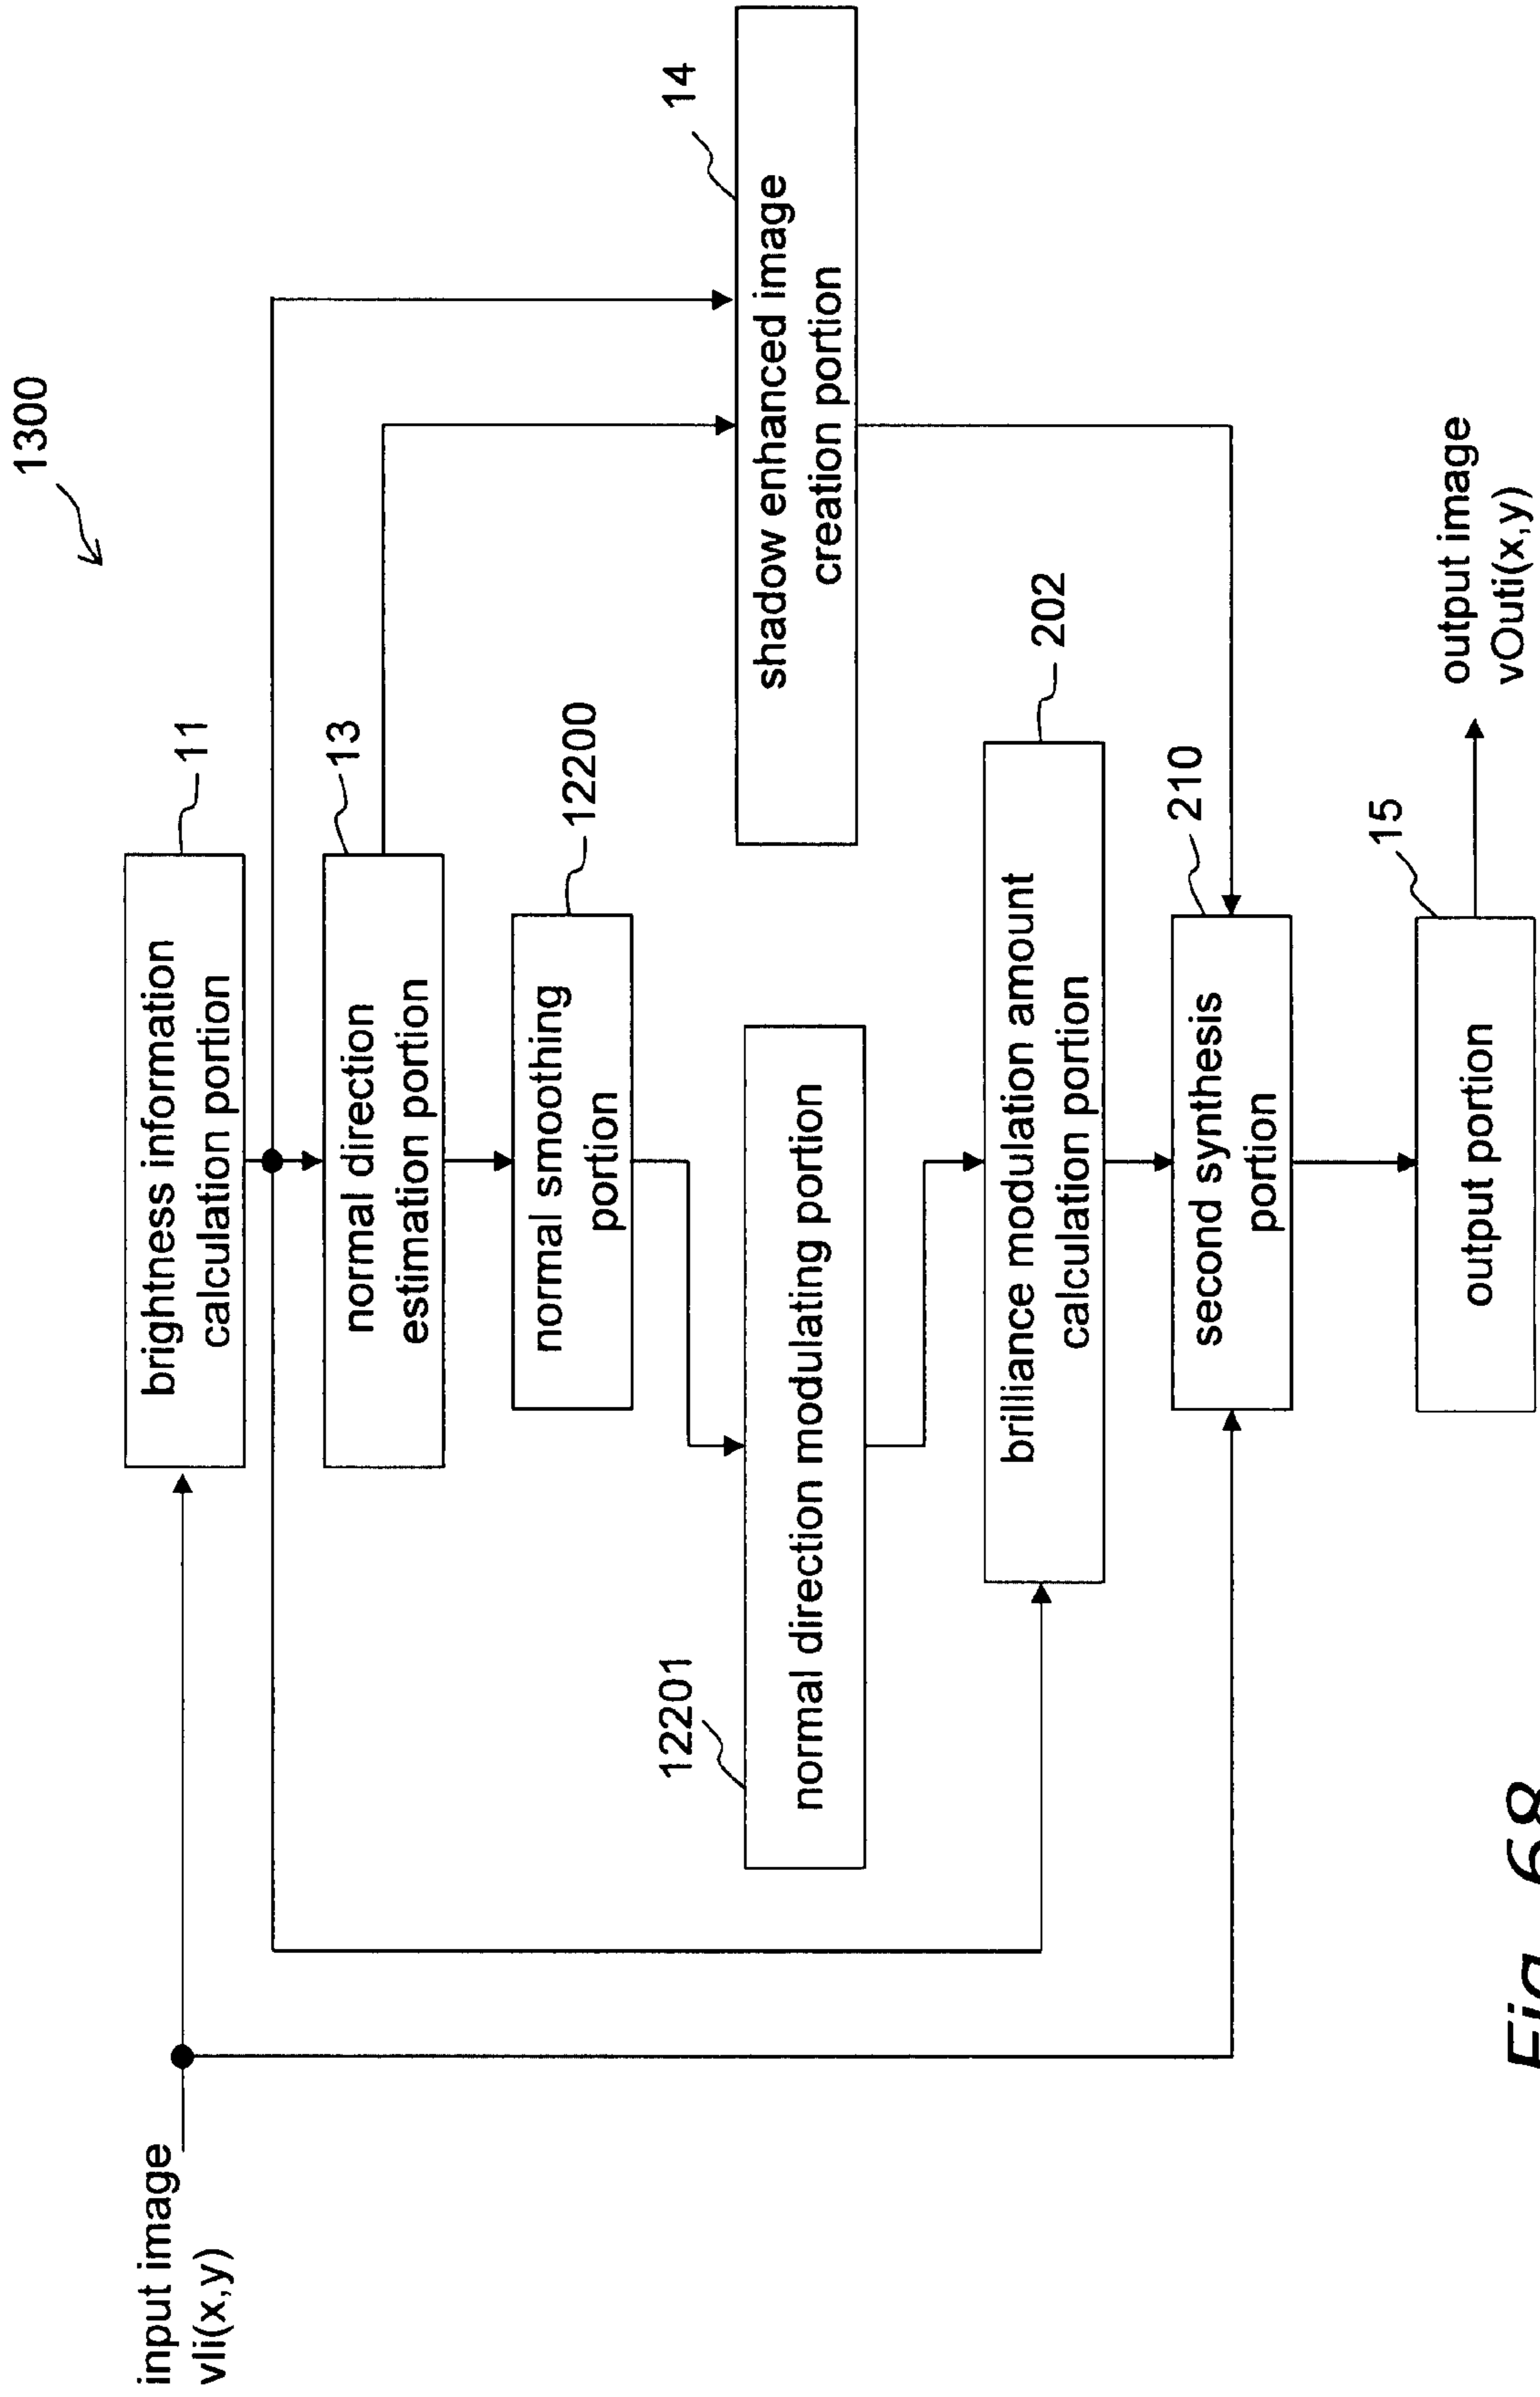 1300
input image
vIi(x,y)
brightness information
calculation portion
11
normal direction
estimation portion
13
normal smoothing
portion
12200
12201
normal direction modulating portion
shadow enhanced image
creation portion
14
brilliance modulation amount
calculation portion
202
second synthesis
portion
210
output portion
15
output image
vOuti(x,y)
Fig. 68